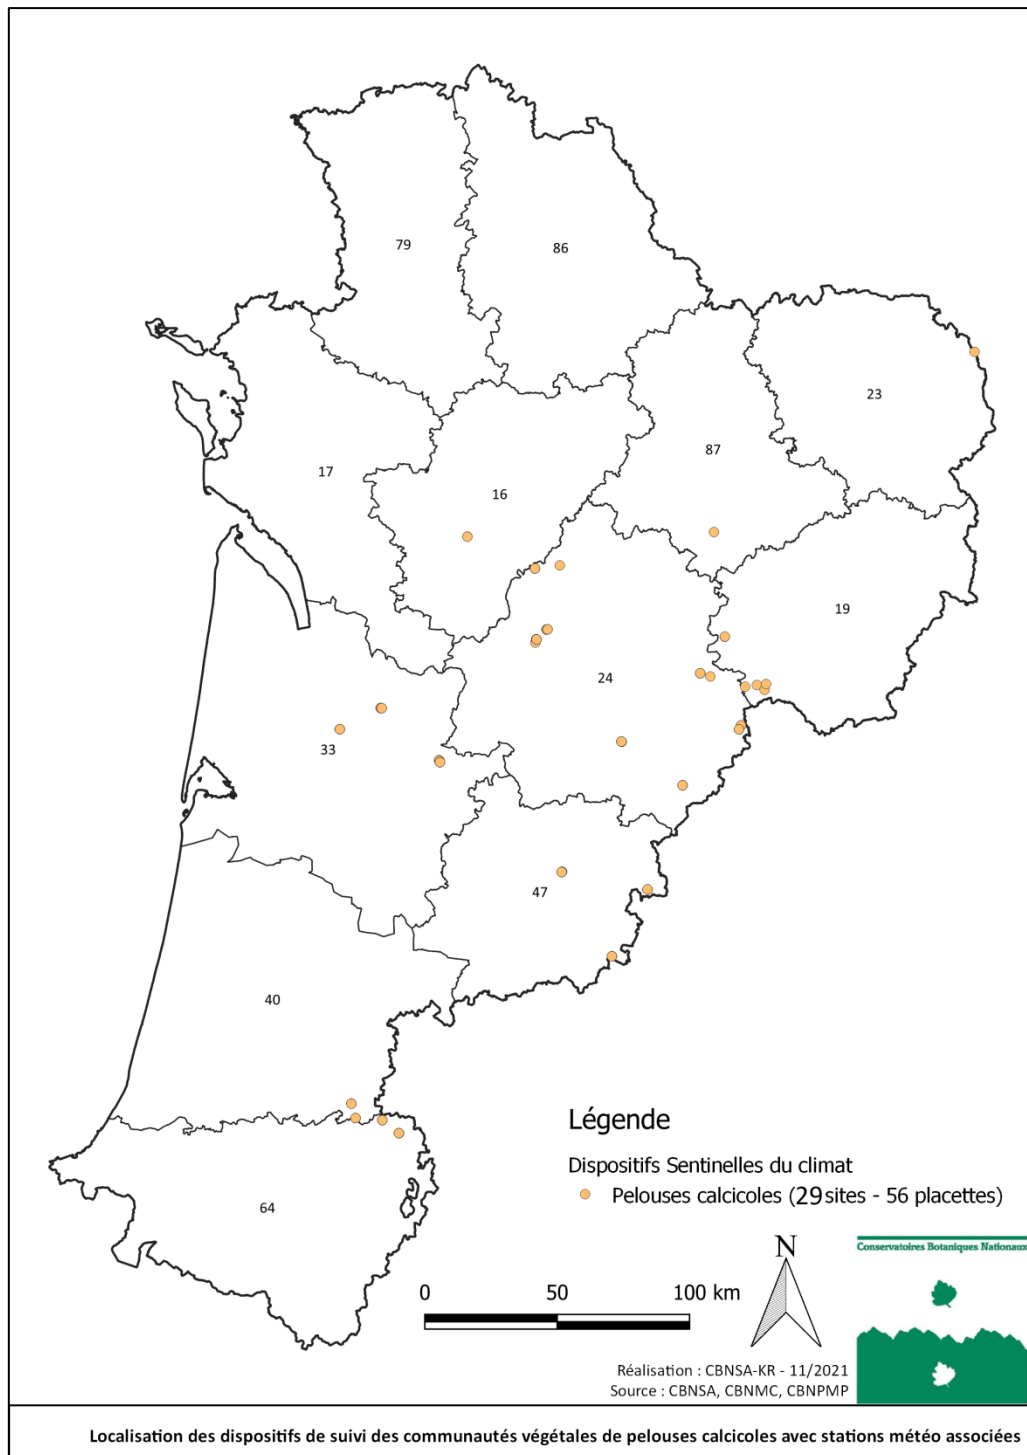 79
86
23
87
17
16
19
24
33
47
40
64
Légende
Dispositifs Sentinelles du climat
Pelouses calcicoles (29 sites - 56 placettes)
N
Conservatoires Botaniques Nationaux
0 50 100 km
Réalisation : CBNSA-KR - 11/2021
Source : CBNSA, CBNMC, CBNPMP
Localisation des dispositifs de suivi des communautés végétales de pelouses calcicoles avec stations météo associées